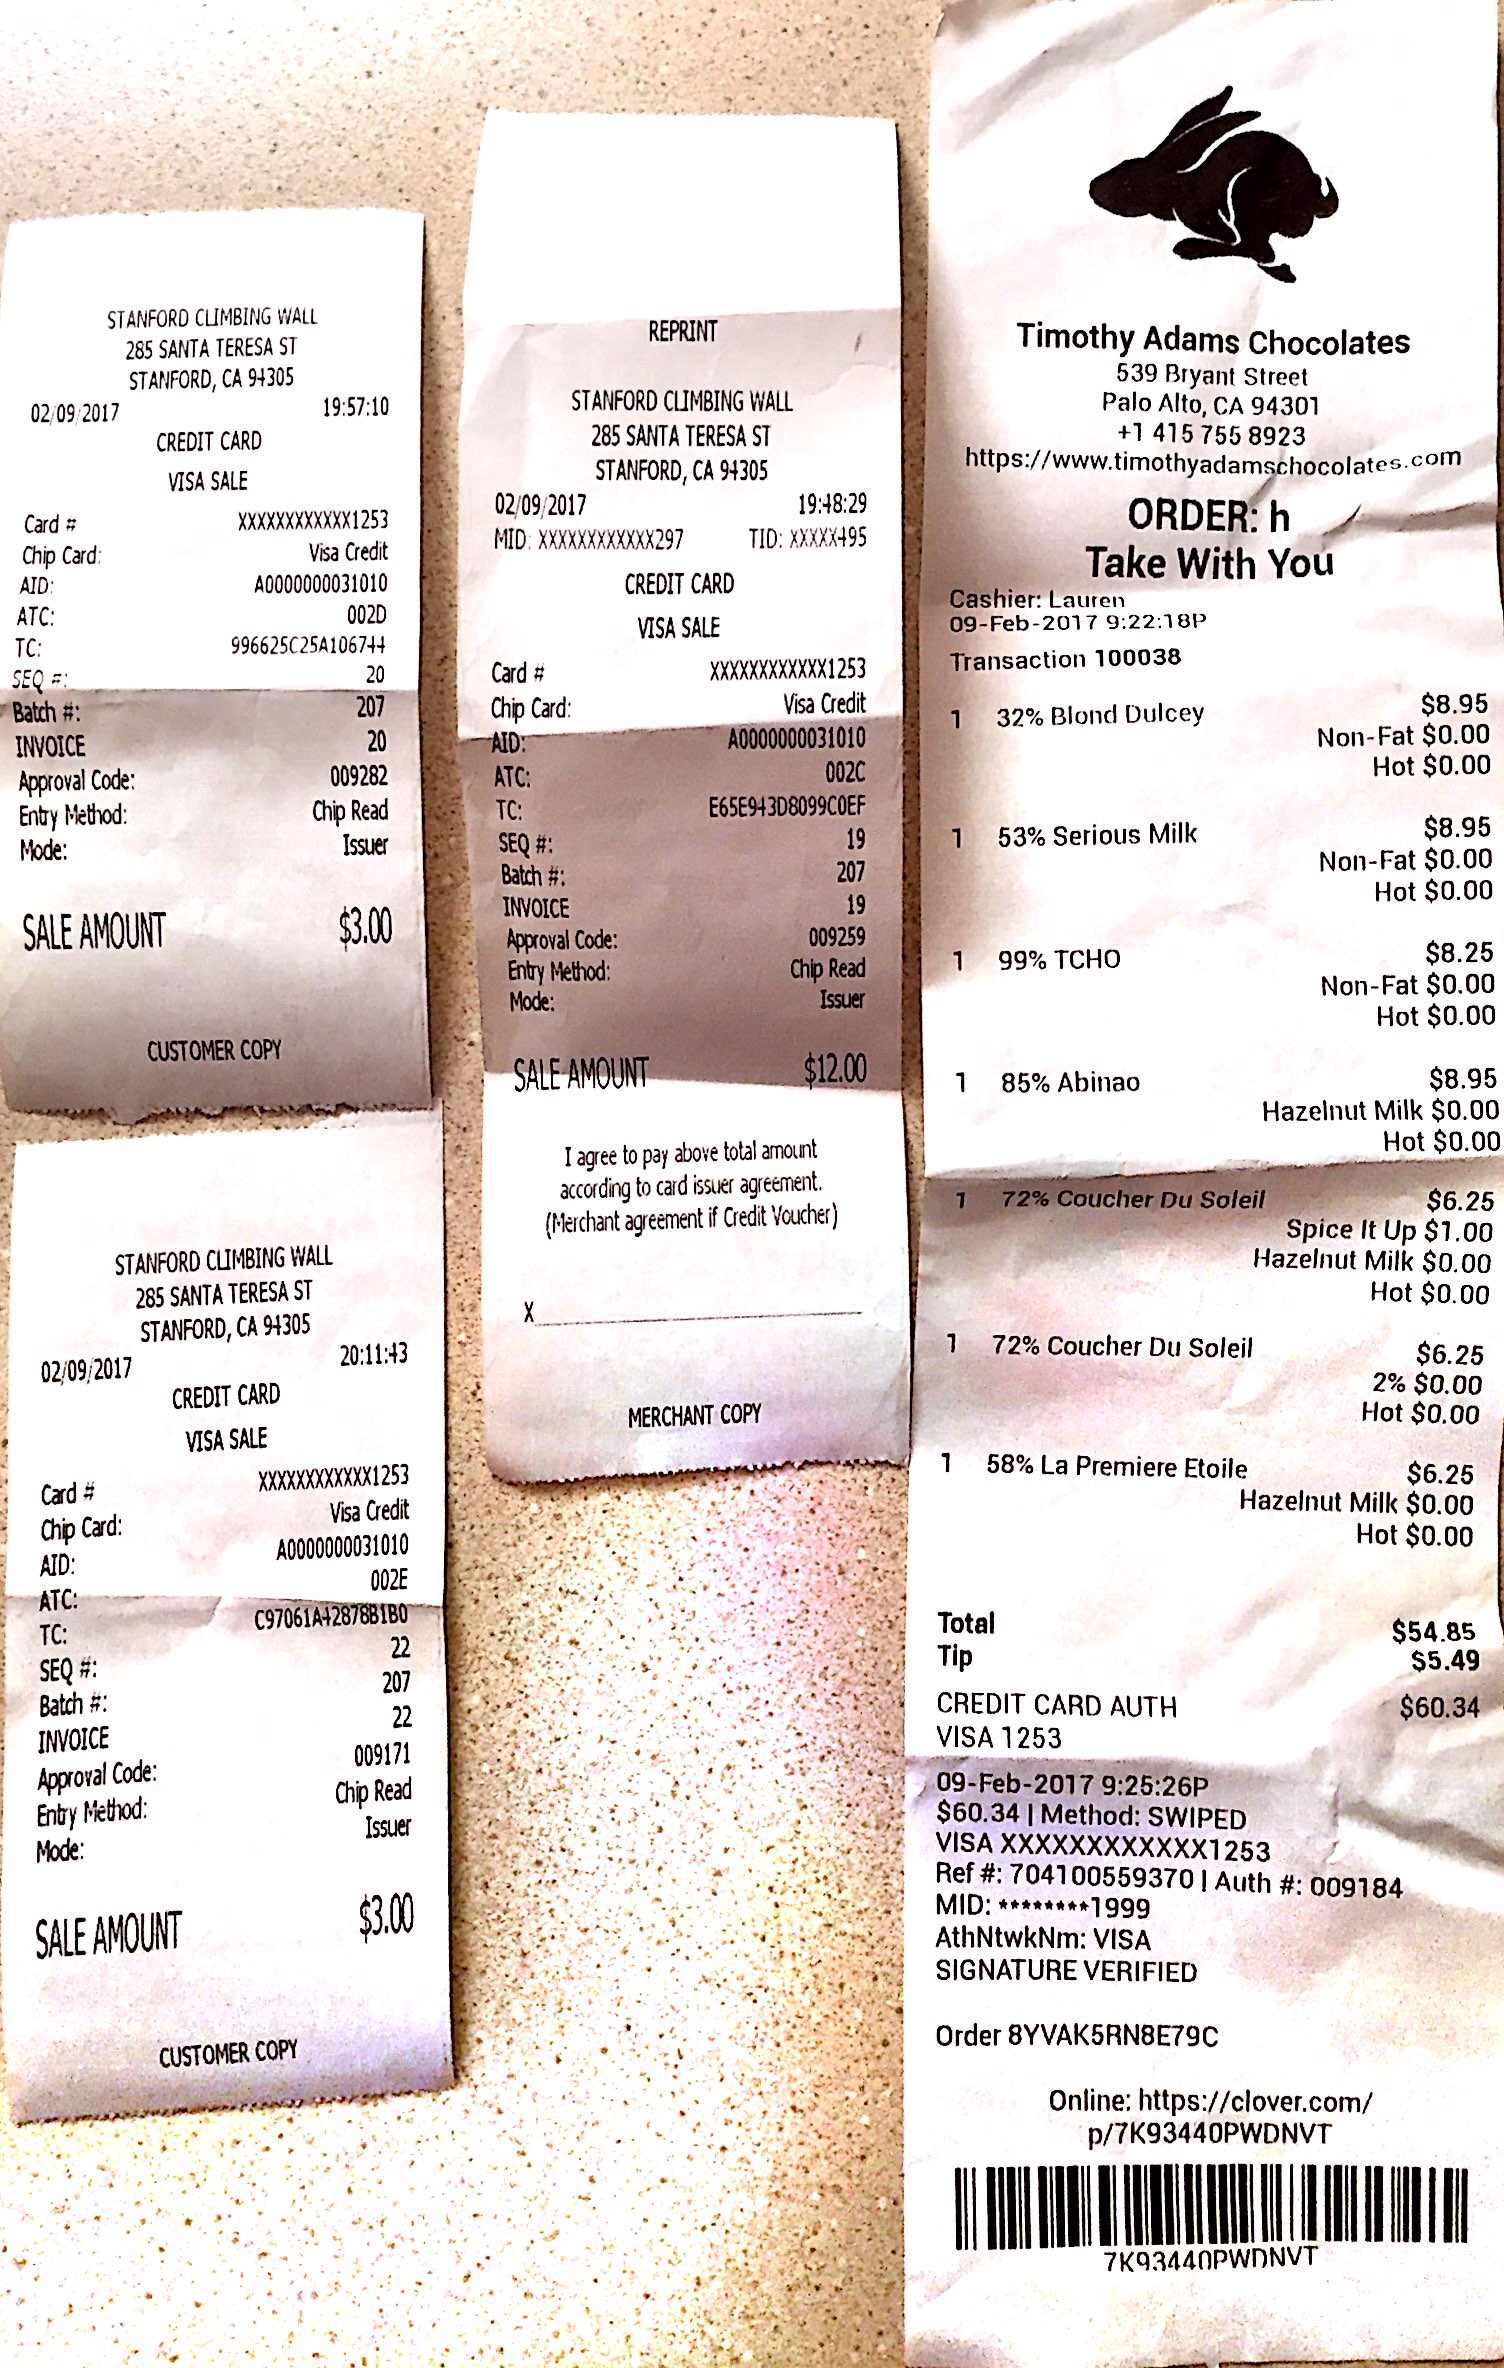 STANFORD CLIMBING WALL
285 SANTA TERESA ST
STANFORD, CA 94305
02/09/2017 19:57:10
CREDIT CARD
VISA SALE
Card # XXXXXXXXXXXX1253
Chip Card: Visa Credit
AID: A0000000031010
ATC: 002D
TC: 996625C25A106744
SEQ #: 20
Batch #: 207
INVOICE 20
Approval Code: 009282
Entry Method: Chip Read
Mode: Issuer
SALE AMOUNT $3.00
CUSTOMER COPY
STANFORD CLIMBING WALL
285 SANTA TERESA ST
STANFORD, CA 94305
02/09/2017 20:11:43
CREDIT CARD
VISA SALE
Card # XXXXXXXXXXXX1253
Chip Card: Visa Credit
AID: A0000000031010
ATC: 002E
TC: C97061A42878B1B0
SEQ #: 22
Batch #: 207
INVOICE 22
Approval Code: 009171
Entry Method: Chip Read
Mode: Issuer
SALE AMOUNT $3.00
CUSTOMER COPY
REPRINT
STANFORD CLIMBING WALL
285 SANTA TERESA ST
STANFORD, CA 94305
02/09/2017 19:48:29
MID: XXXXXXXXXXXX297 TID: XXXXX495
CREDIT CARD
VISA SALE
Card # XXXXXXXXXXXX1253
Chip Card: Visa Credit
AID: A0000000031010
ATC: 002C
TC: E65E943D8099C0EF
SEQ #: 19
Batch #: 207
INVOICE 19
Approval Code: 009259
Entry Method: Chip Read
Mode: Issuer
SALE AMOUNT $12.00
I agree to pay above total amount
according to card issuer agreement.
(Merchant agreement if Credit Voucher)
X
MERCHANT COPY
Timothy Adams Chocolates
539 Bryant Street
Palo Alto, CA 94301
+1 415 755 8923
https://www.timothyadamschocolates.com
ORDER: h
Take With You
Cashier: Lauren
09-Feb-2017 9:22:18P
Transaction 100038
1 32% Blond Dulcey $8.95
Non-Fat $0.00
Hot $0.00
1 53% Serious Milk $8.95
Non-Fat $0.00
Hot $0.00
1 99% TCHO $8.25
Non-Fat $0.00
Hot $0.00
1 85% Abinao $8.95
Hazelnut Milk $0.00
Hot $0.00
1 72% Coucher Du Soleil $6.25
Spice It Up $1.00
Hazelnut Milk $0.00
Hot $0.00
1 72% Coucher Du Soleil $6.25
2% $0.00
Hot $0.00
1 58% La Premiere Etoile $6.25
Hazelnut Milk $0.00
Hot $0.00
Total $54.85
Tip $5.49
CREDIT CARD AUTH $60.34
VISA 1253
09-Feb-2017 9:25:26P
$60.34 | Method: SWIPED
VISA XXXXXXXXXXXX1253
Ref #: 704100559370 | Auth #: 009184
MID: ********1999
AthNtwkNm: VISA
SIGNATURE VERIFIED
Order 8YVAK5RN8E79C
Online: https://clover.com/
p/7K93440PWDNVT
7K93440PWDNVT